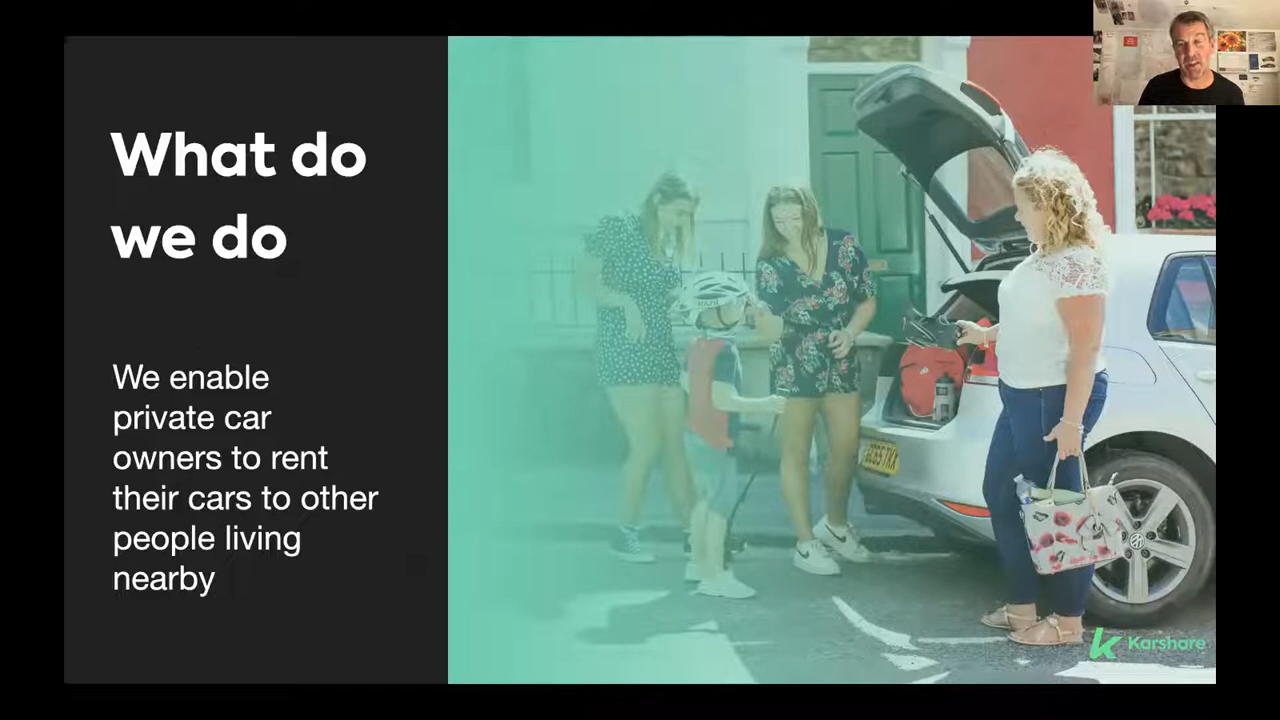 What do
we do
We enable
private car
owners to rent
their cars to other
people living
nearby
Karshare